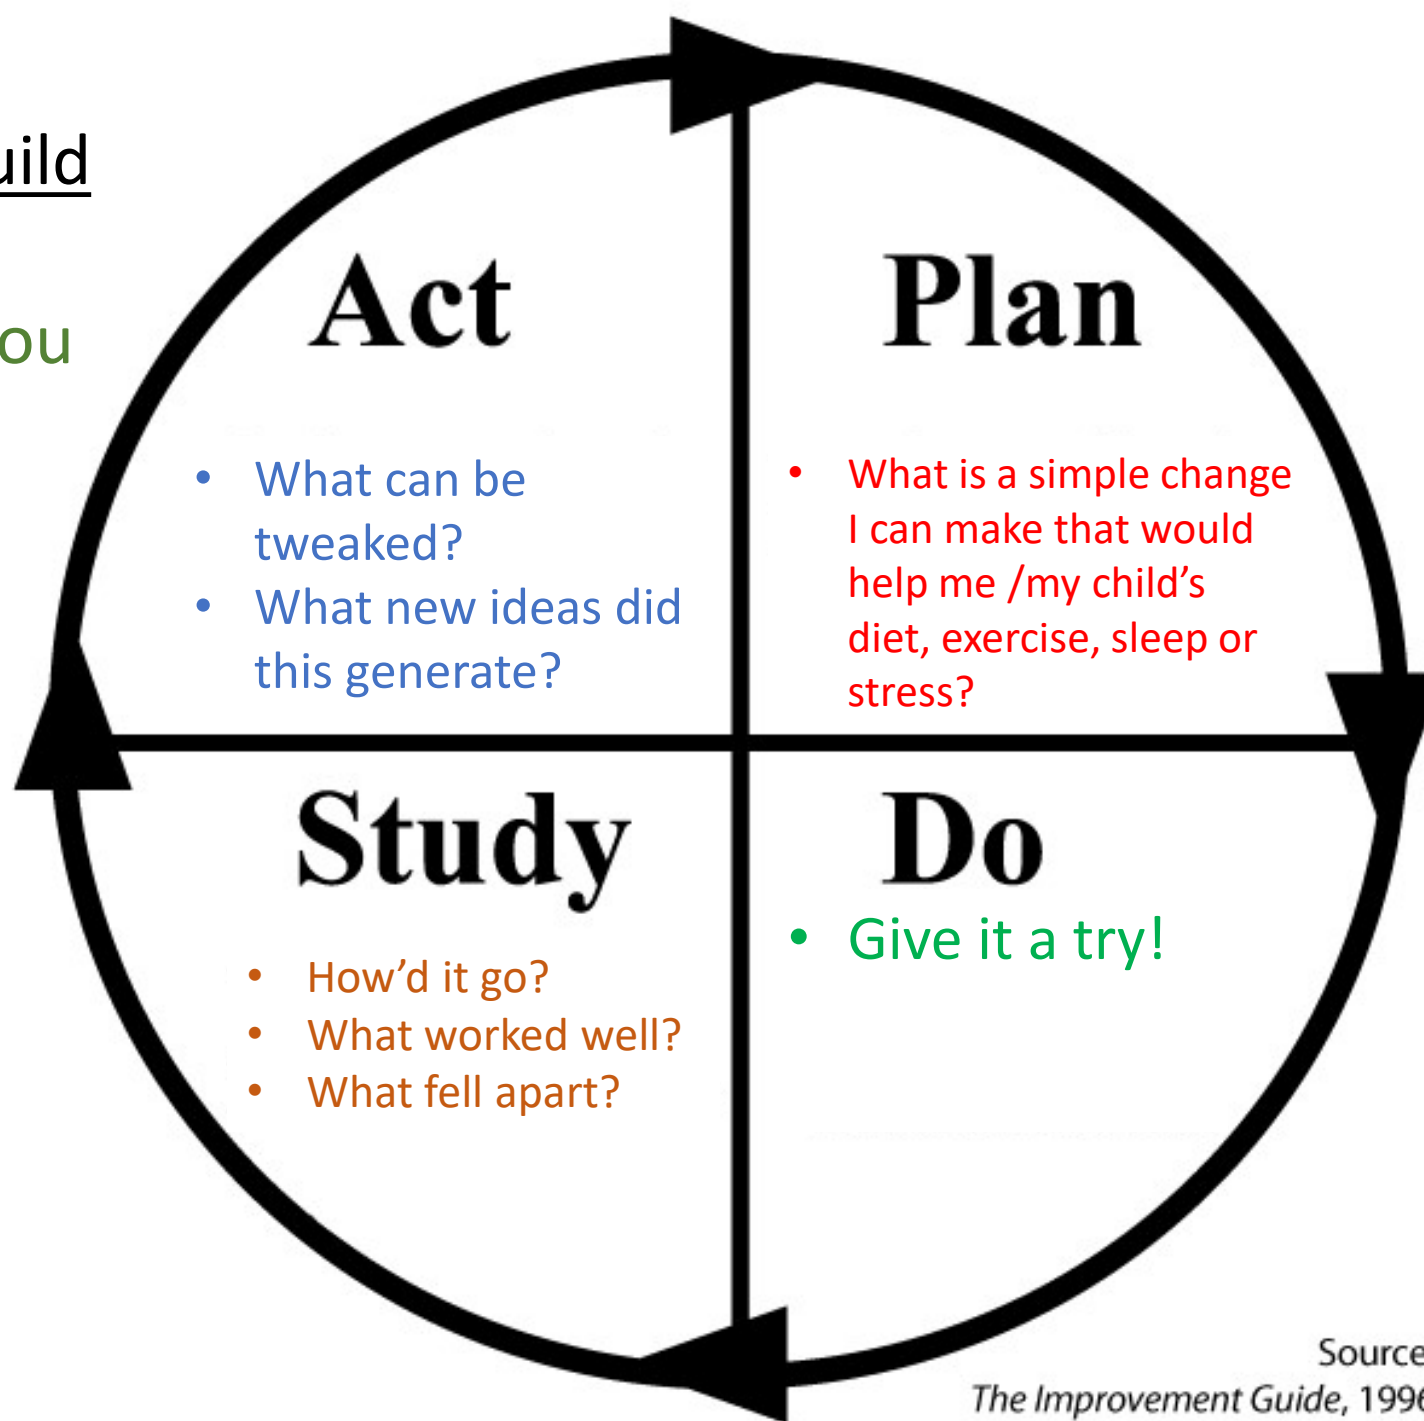 uild
ou
Act
• What can be
tweaked?
• What new ideas did
this generate?
Plan
• What is a simple change
I can make that would
help me /my child’s
diet, exercise, sleep or
stress?
Study
• How’d it go?
• What worked well?
• What fell apart?
Do
• Give it a try!
Source
The Improvement Guide, 1996